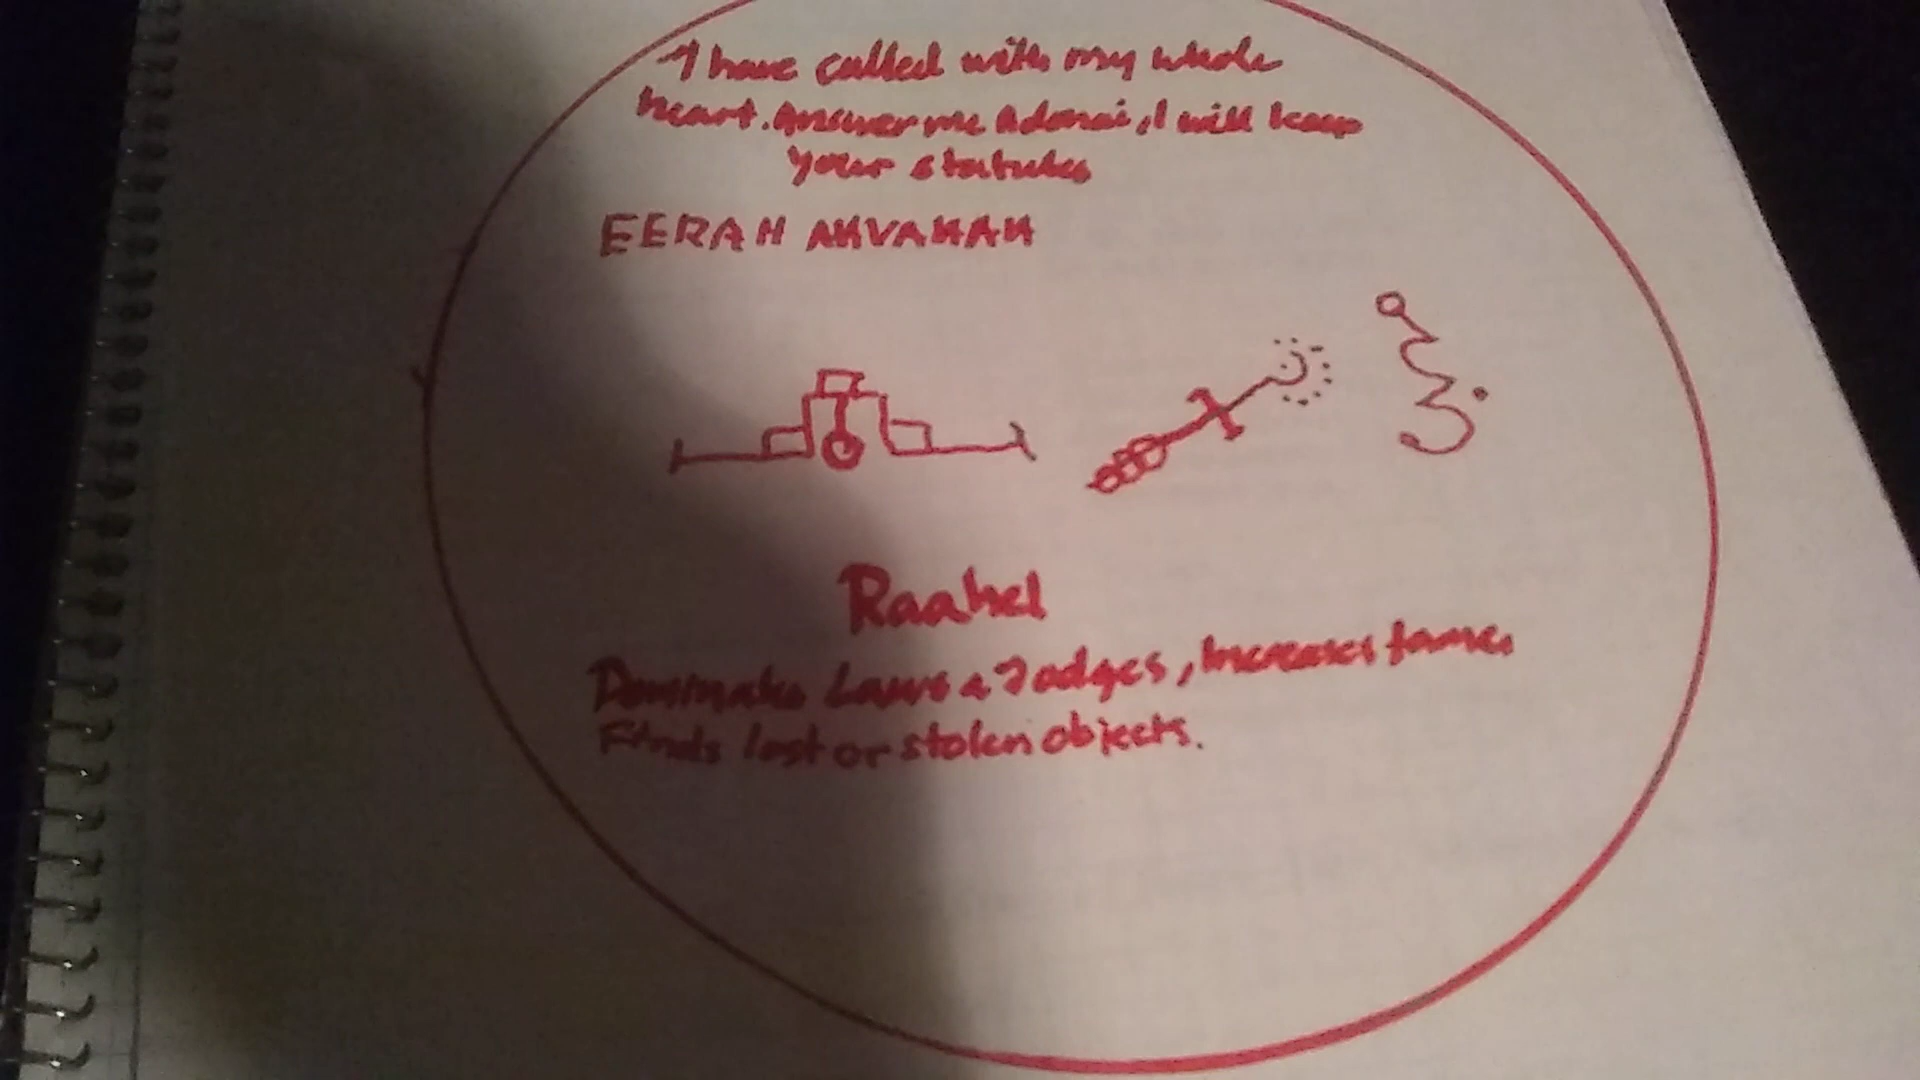 I have called with my whole
heart. Answer me Adonai, I will keep
your statutes
EERAH AHVAHAH
Raahel
Dominate Laws & Judges, Increases fame,
Finds lost or stolen objects.